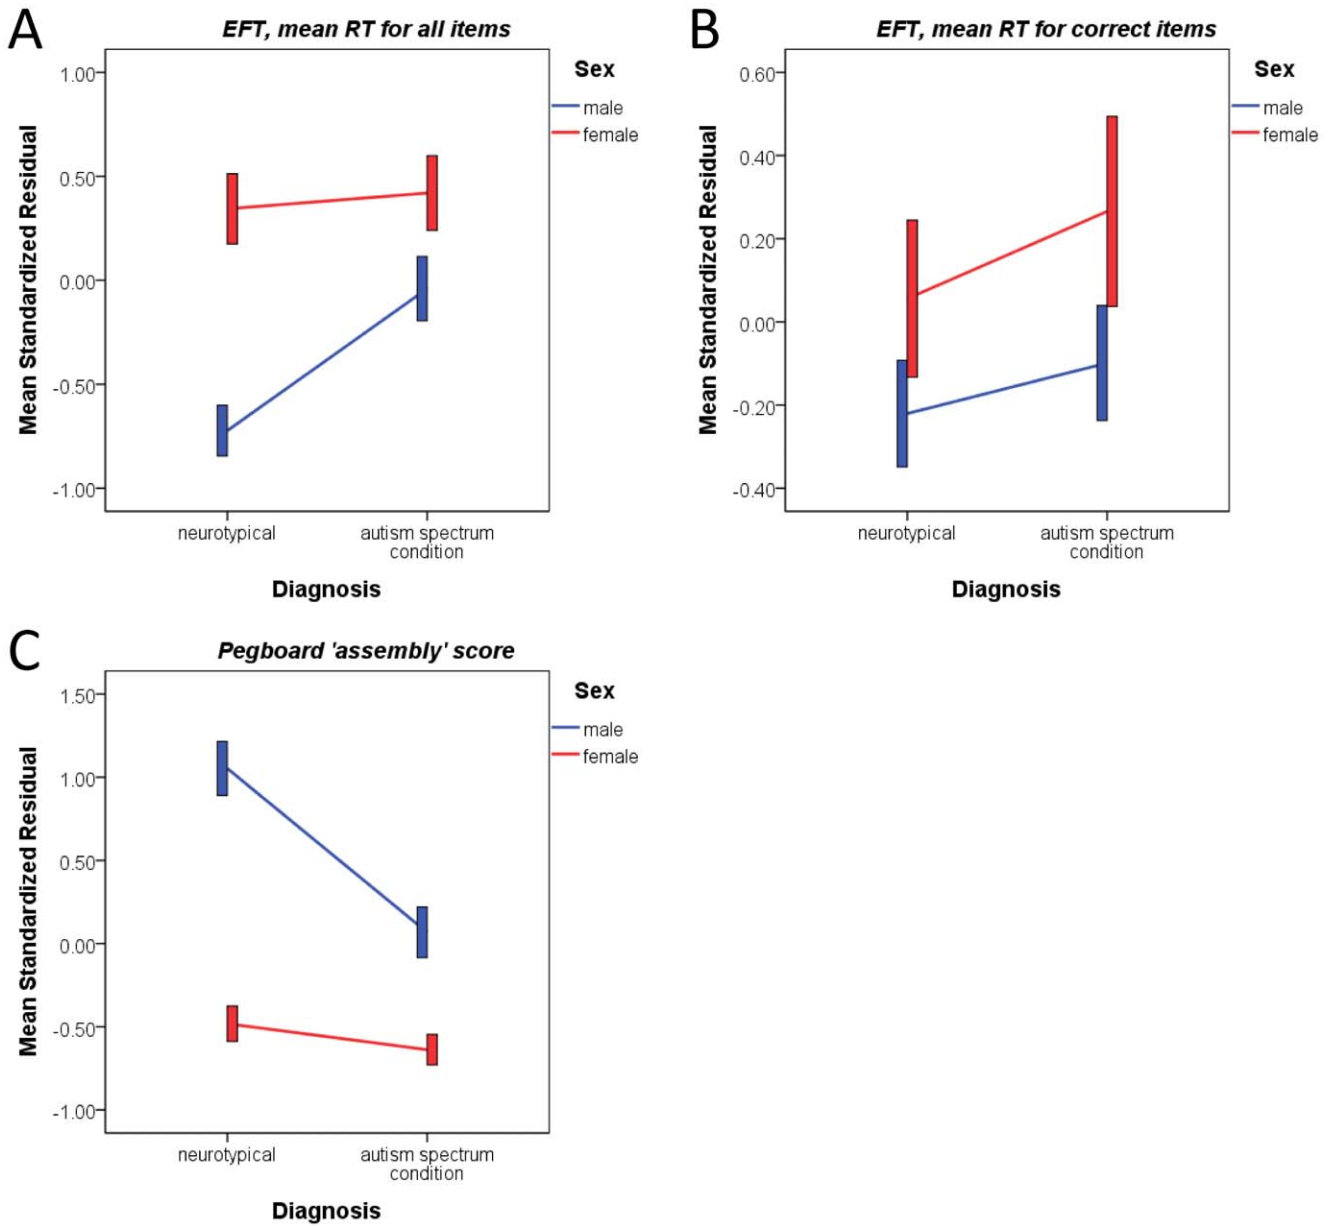 A
EFT, mean RT for all items
Mean Standardized Residual
1.00
0.50
0.00
-0.50
-1.00
neurotypical
autism spectrum
condition
Diagnosis
Sex
male
female
B
EFT, mean RT for correct items
Mean Standardized Residual
0.60
0.40
0.20
0.00
-0.20
-0.40
neurotypical
autism spectrum
condition
Diagnosis
Sex
male
female
C
Pegboard 'assembly' score
Mean Standardized Residual
1.50
1.00
0.50
0.00
-0.50
-1.00
neurotypical
autism spectrum
condition
Diagnosis
Sex
male
female